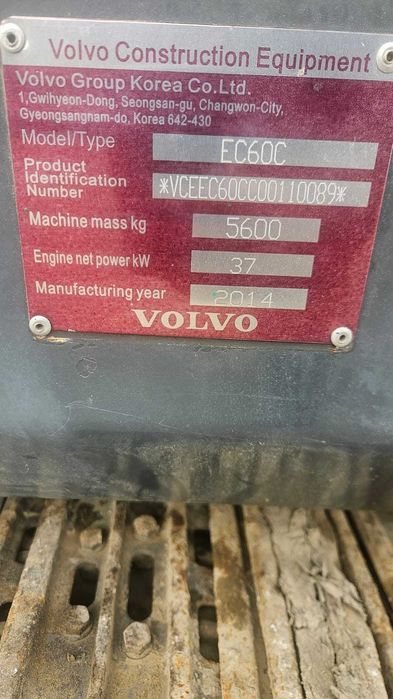 Volvo Construction Equipment
Volvo Group Korea Co.Ltd.
1,Gwihyeon-Dong, Seongsan-gu, Changwon-City,
Gyeongsangnam-do, Korea 642-430
Model/Type EC60C
Product
Identification
Number *VCEEC60CC00110089*
Machine mass kg 5600
Engine net power kW 37
Manufacturing year 2014
VOLVO